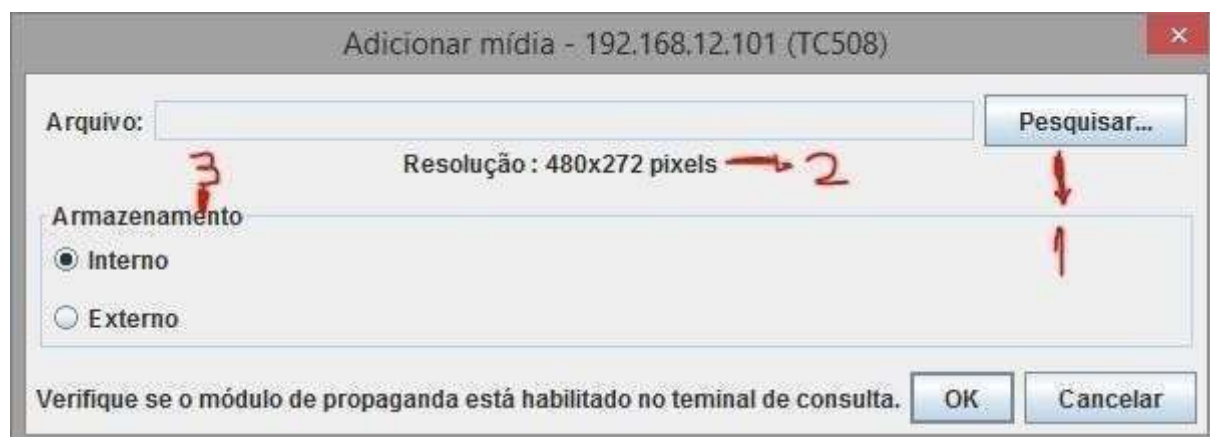 Adicionar mídia - 192.168.12.101 (TC508)
Arquivo: Pesquisar...
Resolução : 480x272 pixels 2
3 1
Armazenamento
Interno
Externo
Verifique se o módulo de propaganda está habilitado no teminal de consulta. OK Cancelar